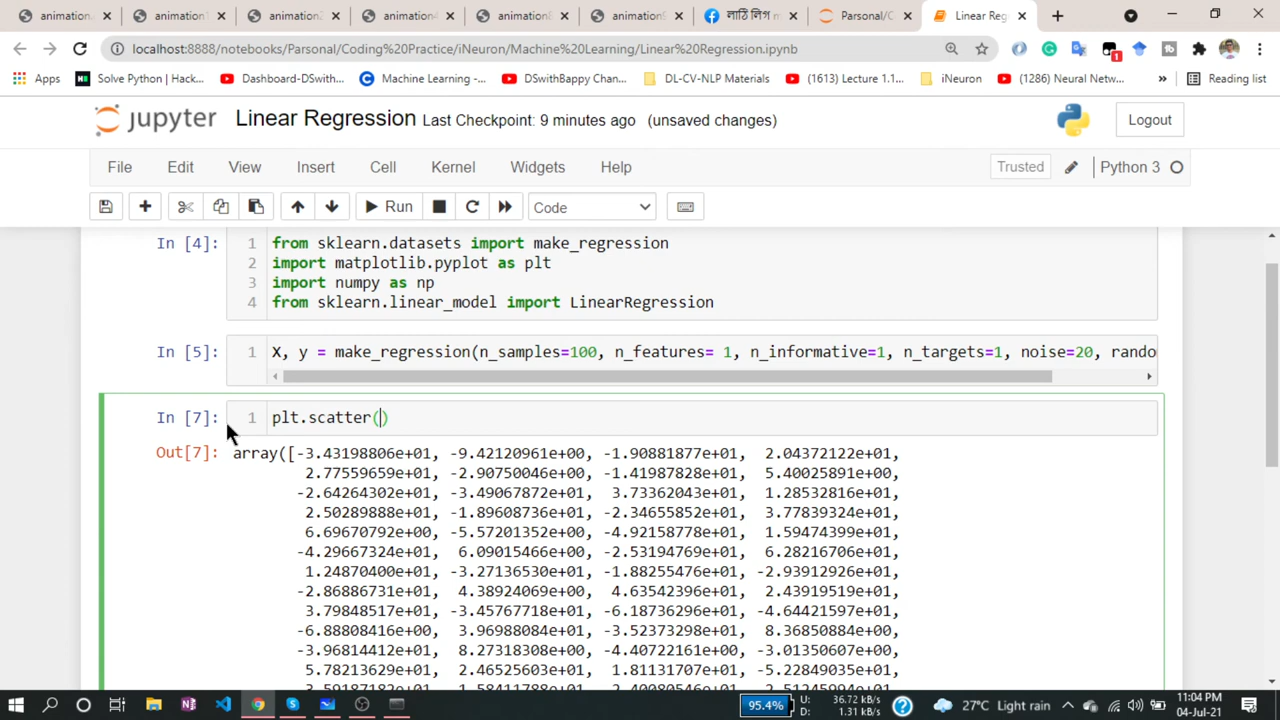 animation.
animation1
animation2
animation4
animation8
animation9
লাঠি লিগ m
Parsonal/C
Linear Reg
localhost:8888/notebooks/Parsonal/Coding%20Practice/iNeuron/Machine%20Learning/Linear%20Regression.ipynb
Apps
Solve Python | Hack...
Dashboard-DSwith...
Machine Learning -...
DSwithBappy Chan...
DL-CV-NLP Materials
(1613) Lecture 1.1...
iNeuron
(1286) Neural Netw...
»
Reading list
jupyter Linear Regression Last Checkpoint: 9 minutes ago (unsaved changes)
Logout
File Edit View Insert Cell Kernel Widgets Help
Trusted
Python 3
Run
Code
In [4]:
1 from sklearn.datasets import make_regression
2 import matplotlib.pyplot as plt
3 import numpy as np
4 from sklearn.linear_model import LinearRegression
In [5]:
1 X, y = make_regression(n_samples=100, n_features= 1, n_informative=1, n_targets=1, noise=20, rando
In [7]:
1 plt.scatter()
Out[7]: array([-3.43198806e+01, -9.42120961e+00, -1.90881877e+01, 2.04372122e+01,
2.77559659e+01, -2.90750046e+00, -1.41987828e+01, 5.40025891e+00,
-2.64264302e+01, -3.49067872e+01, 3.73362043e+01, 1.28532816e+01,
2.50289888e+01, -1.89608736e+01, -2.34655852e+01, 3.77839324e+01,
6.69670792e+00, -5.57201352e+00, -4.92158778e+01, 1.59474399e+01,
-4.29667324e+01, 6.09015466e+00, -2.53194769e+01, 6.28216706e+01,
1.24870400e+01, -3.27136530e+01, -1.88255476e+01, -2.93912926e+01,
-2.86886731e+01, 4.38924069e+00, 4.63542396e+01, 2.43919519e+01,
3.79848517e+01, -3.45767718e+01, -6.18736296e+01, -4.64421597e+01,
-6.88808416e+00, 3.96988084e+01, -3.52373298e+01, 8.36850884e+00,
-3.96814412e+01, 8.27318308e+00, -4.40722161e+01, -3.01350607e+00,
5.78213629e+01, 2.46525603e+01, 1.81131707e+01, -5.22849035e+01,
95.4%
U: 36.72 kB/s
D: 1.31 kB/s
27°C Light rain
11:04 PM
04-Jul-21